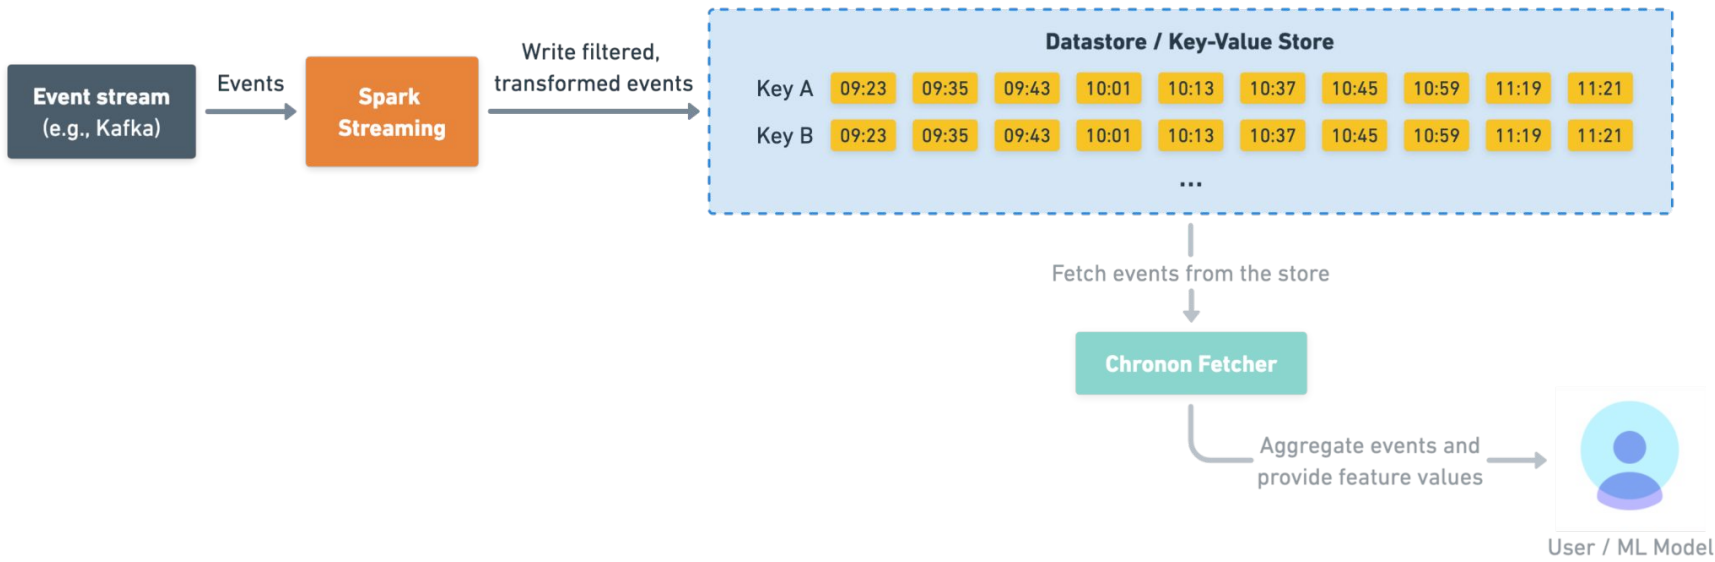 Event stream
(e.g., Kafka)
Events
Spark
Streaming
Write filtered,
transformed events
Datastore / Key-Value Store
Key A 09:23 09:35 09:43 10:01 10:13 10:37 10:45 10:59 11:19 11:21
Key B 09:23 09:35 09:43 10:01 10:13 10:37 10:45 10:59 11:19 11:21
...
Fetch events from the store
Chronon Fetcher
Aggregate events and
provide feature values
User / ML Model